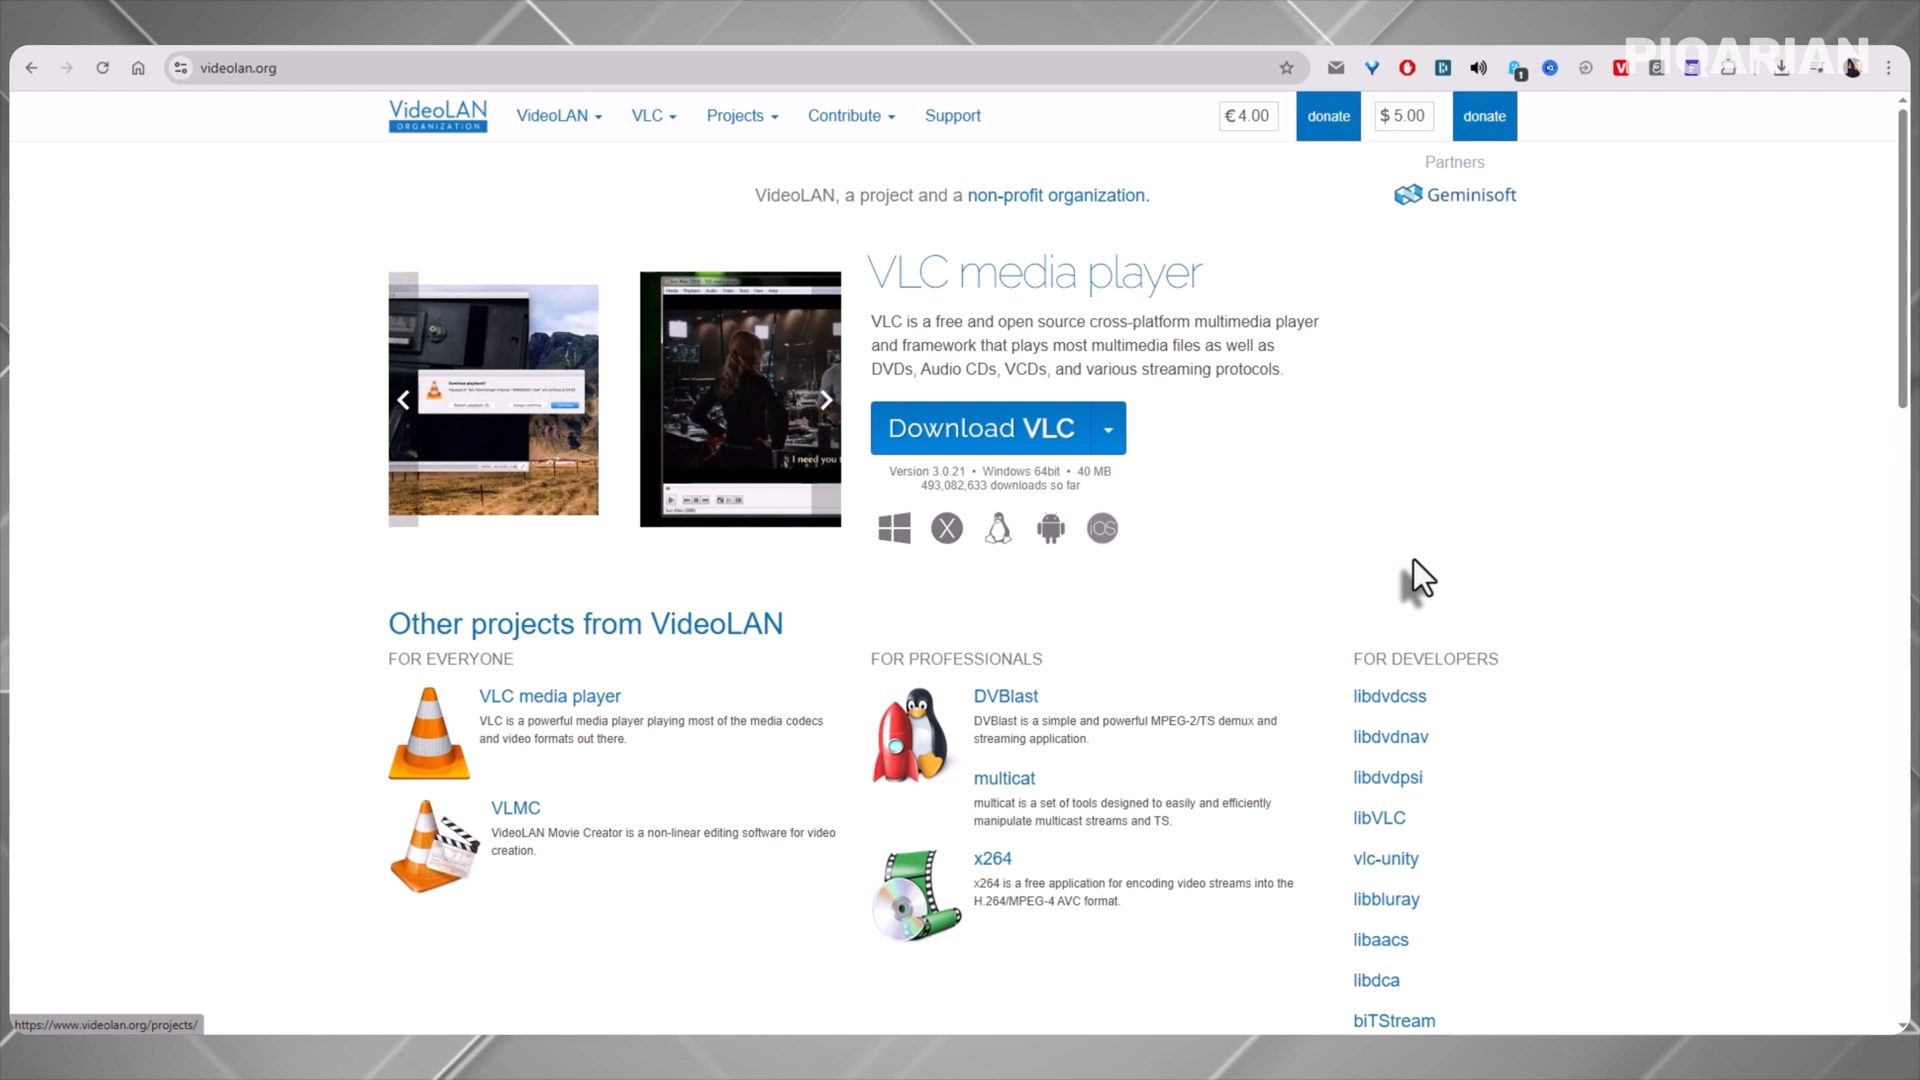 PIQARIAN
videolan.org
VideoLAN
ORGANIZATION
VideoLAN
VLC
Projects
Contribute
Support
€ 4.00
donate
$ 5.00
donate
Partners
Geminisoft
VideoLAN, a project and a non-profit organization.
VLC media player
VLC is a free and open source cross-platform multimedia player
and framework that plays most multimedia files as well as
DVDs, Audio CDs, VCDs, and various streaming protocols.
Download VLC
Version 3.0.21 • Windows 64bit • 40 MB
493,082,633 downloads so far
iOS
Continue playback?
I need you
Other projects from VideoLAN
FOR EVERYONE
VLC media player
VLC is a powerful media player playing most of the media codecs
and video formats out there.
VLMC
VideoLAN Movie Creator is a non-linear editing software for video
creation.
FOR PROFESSIONALS
DVBlast
DVBlast is a simple and powerful MPEG-2/TS demux and
streaming application.
multicat
multicat is a set of tools designed to easily and efficiently
manipulate multicast streams and TS.
x264
x264 is a free application for encoding video streams into the
H.264/MPEG-4 AVC format.
FOR DEVELOPERS
libdvdcss
libdvdnav
libdvdpsi
libVLC
vlc-unity
libbluray
libaacs
libdca
biTStream
https://www.videolan.org/projects/